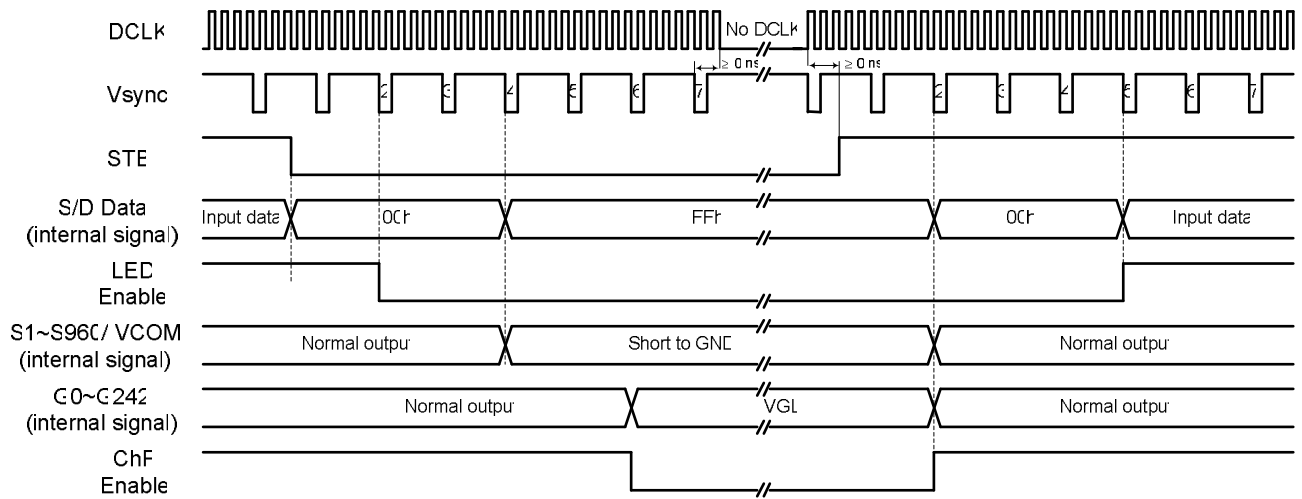 DCLK
No DCLK
≥ 0 ns
≥ 0 ns
Vsync
2 3 4 5 6 7 2 3 4 5 6 7
STB
S/D Data
(internal signal)
Input data 00h FFh 00h Input data
LED
Enable
S1~S960/ VCOM
(internal signal)
Normal output Short to GND Normal output
G0~G242
(internal signal)
Normal output VGL Normal output
ChP
Enable